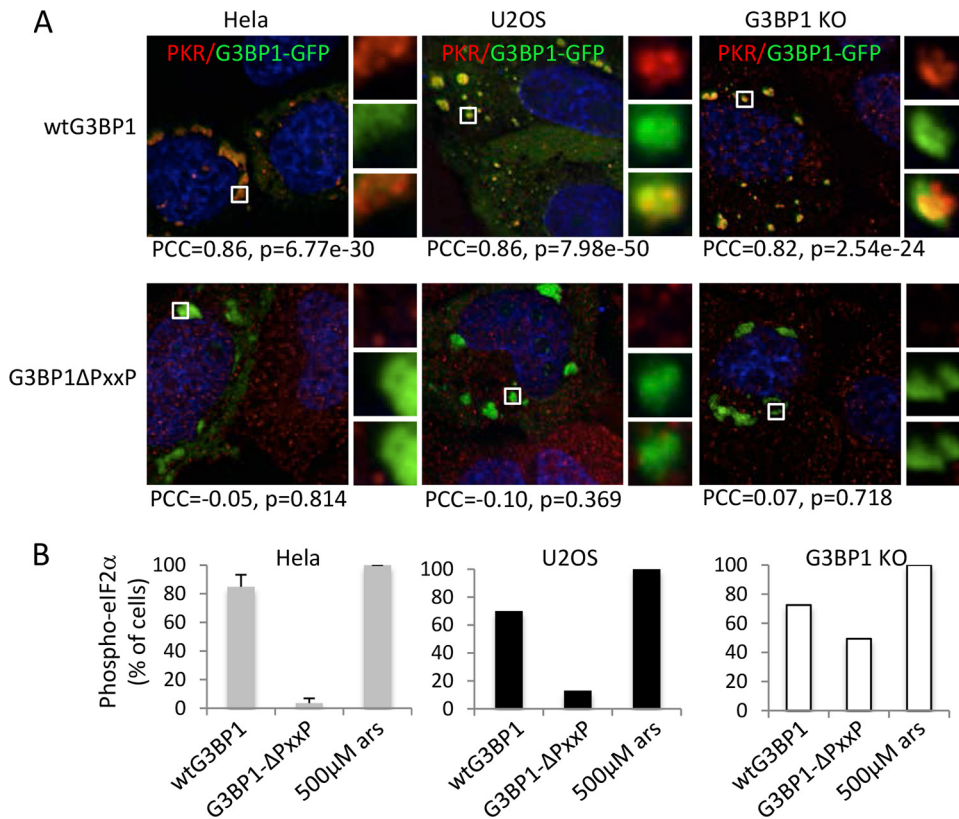 A
Hela
U2OS
G3BP1 KO
PKR/G3BP1-GFP
PKR/G3BP1-GFP
PKR/G3BP1-GFP
wtG3BP1
PCC=0.86, p=6.77e-30
PCC=0.86, p=7.98e-50
PCC=0.82, p=2.54e-24
G3BP1ΔPxxP
PCC=-0.05, p=0.814
PCC=-0.10, p=0.369
PCC=0.07, p=0.718
B
Phospho-eIF2α
(% of cells)
Hela
100
80
60
40
20
0
wtG3BP1
G3BP1-ΔPxxP
500μM ars
U2OS
100
80
60
40
20
0
wtG3BP1
G3BP1-ΔPxxP
500μM ars
G3BP1 KO
100
80
60
40
20
0
wtG3BP1
G3BP1-ΔPxxP
500μM ars